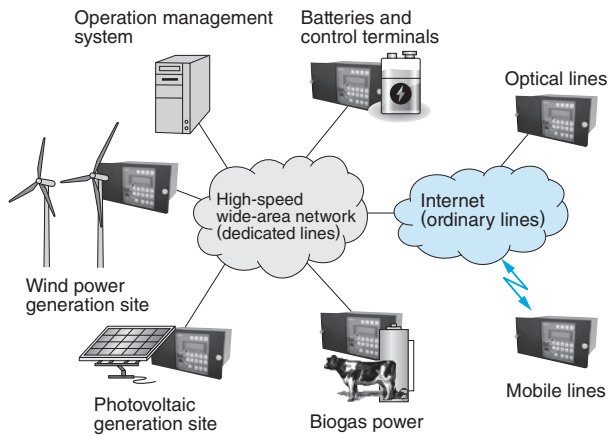 Operation management
system
Batteries and
control terminals
Optical lines
High-speed
wide-area network
(dedicated lines)
Internet
(ordinary lines)
Wind power
generation site
Photovoltaic
generation site
Biogas power
Mobile lines